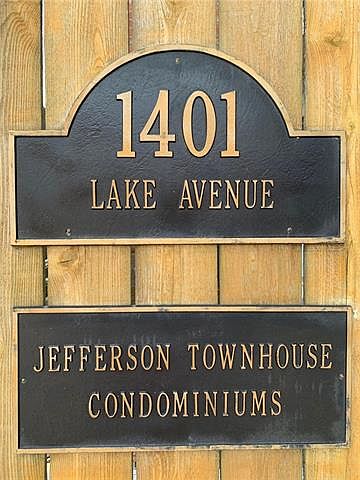 1401
LAKE AVENUE
JEFFERSON TOWNHOUSE
CONDOMINIUMS